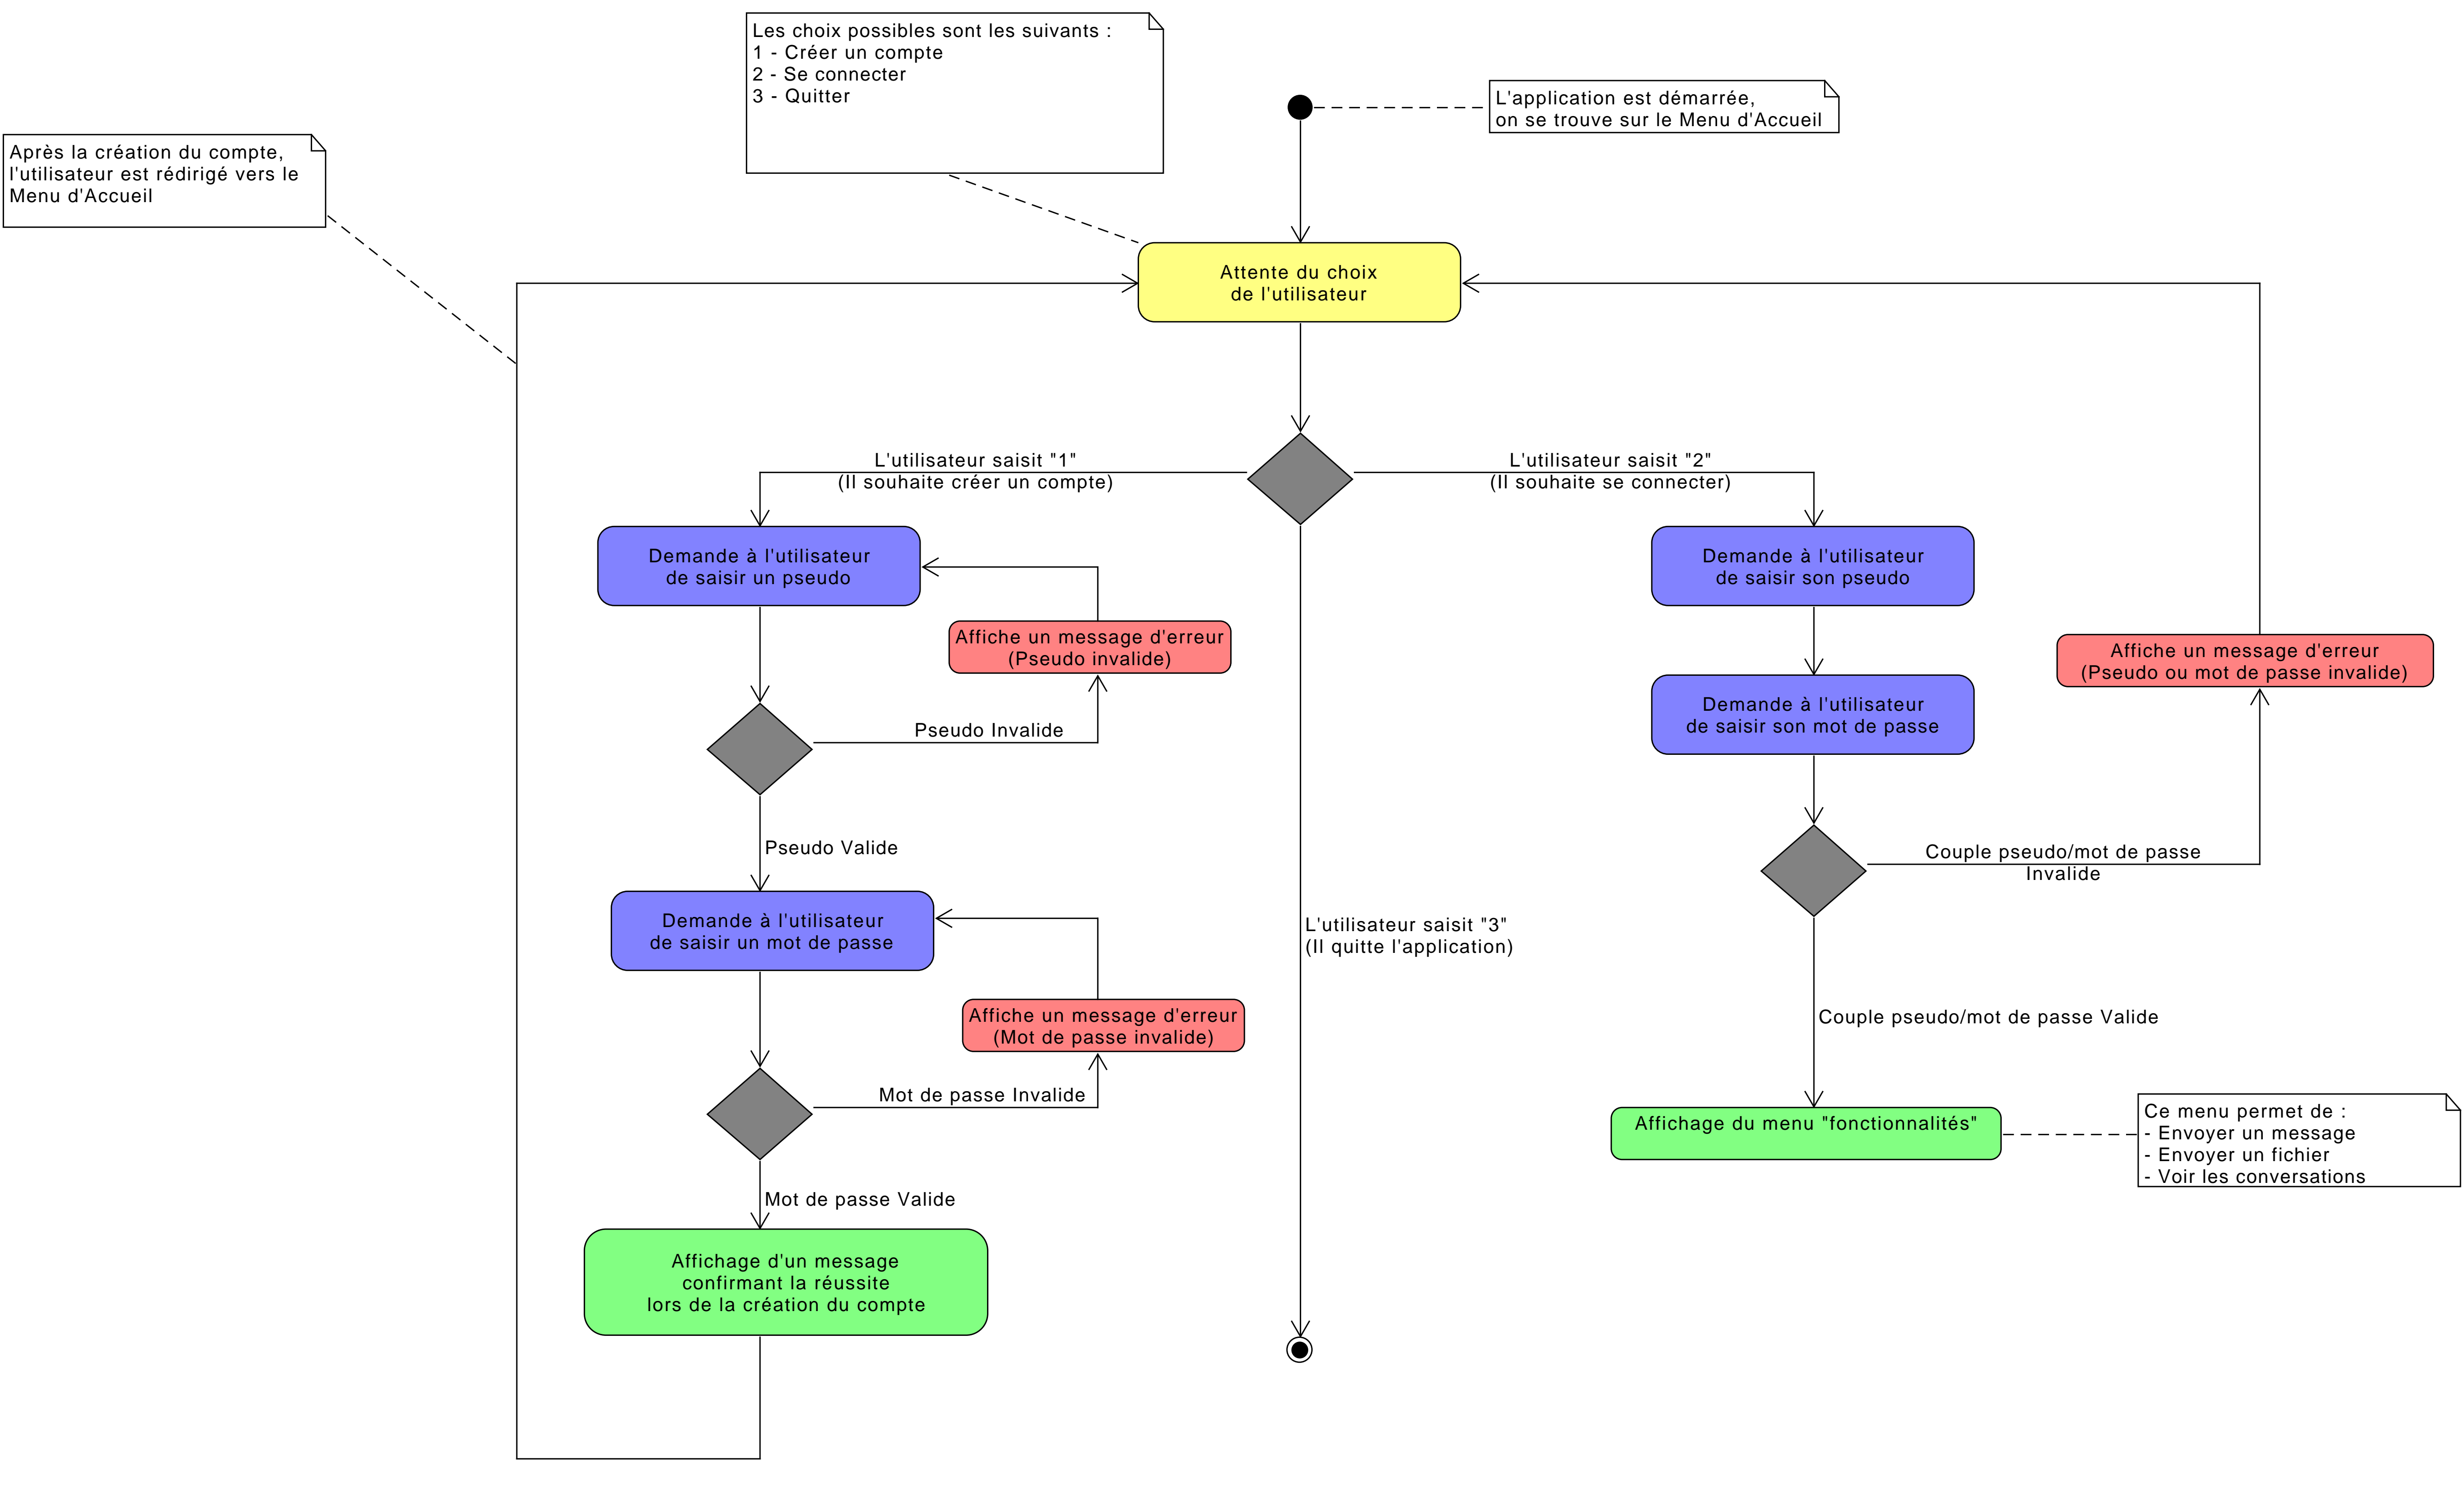 Les choix possibles sont les suivants :
1 - Créer un compte
2 - Se connecter
3 - Quitter
L'application est démarrée,
on se trouve sur le Menu d'Accueil
Après la création du compte,
l'utilisateur est rédirigé vers le
Menu d'Accueil
Attente du choix
de l'utilisateur
L'utilisateur saisit "1"
(Il souhaite créer un compte)
L'utilisateur saisit "2"
(Il souhaite se connecter)
Demande à l'utilisateur
de saisir un pseudo
Demande à l'utilisateur
de saisir son pseudo
Affiche un message d'erreur
(Pseudo invalide)
Affiche un message d'erreur
(Pseudo ou mot de passe invalide)
Demande à l'utilisateur
de saisir son mot de passe
Pseudo Invalide
Pseudo Valide
Couple pseudo/mot de passe
Invalide
Demande à l'utilisateur
de saisir un mot de passe
L'utilisateur saisit "3"
(Il quitte l'application)
Affiche un message d'erreur
(Mot de passe invalide)
Couple pseudo/mot de passe Valide
Mot de passe Invalide
Affichage du menu "fonctionnalités"
Ce menu permet de :
- Envoyer un message
- Envoyer un fichier
- Voir les conversations
Mot de passe Valide
Affichage d'un message
confirmant la réussite
lors de la création du compte